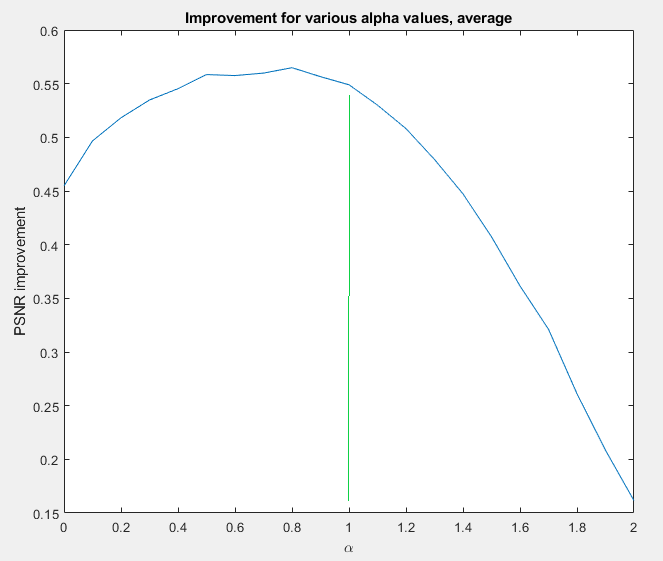 Improvement for various alpha values, average
PSNR improvement
0.6
0.55
0.5
0.45
0.4
0.35
0.3
0.25
0.2
0.15
0 0.2 0.4 0.6 0.8 1 1.2 1.4 1.6 1.8 2
α